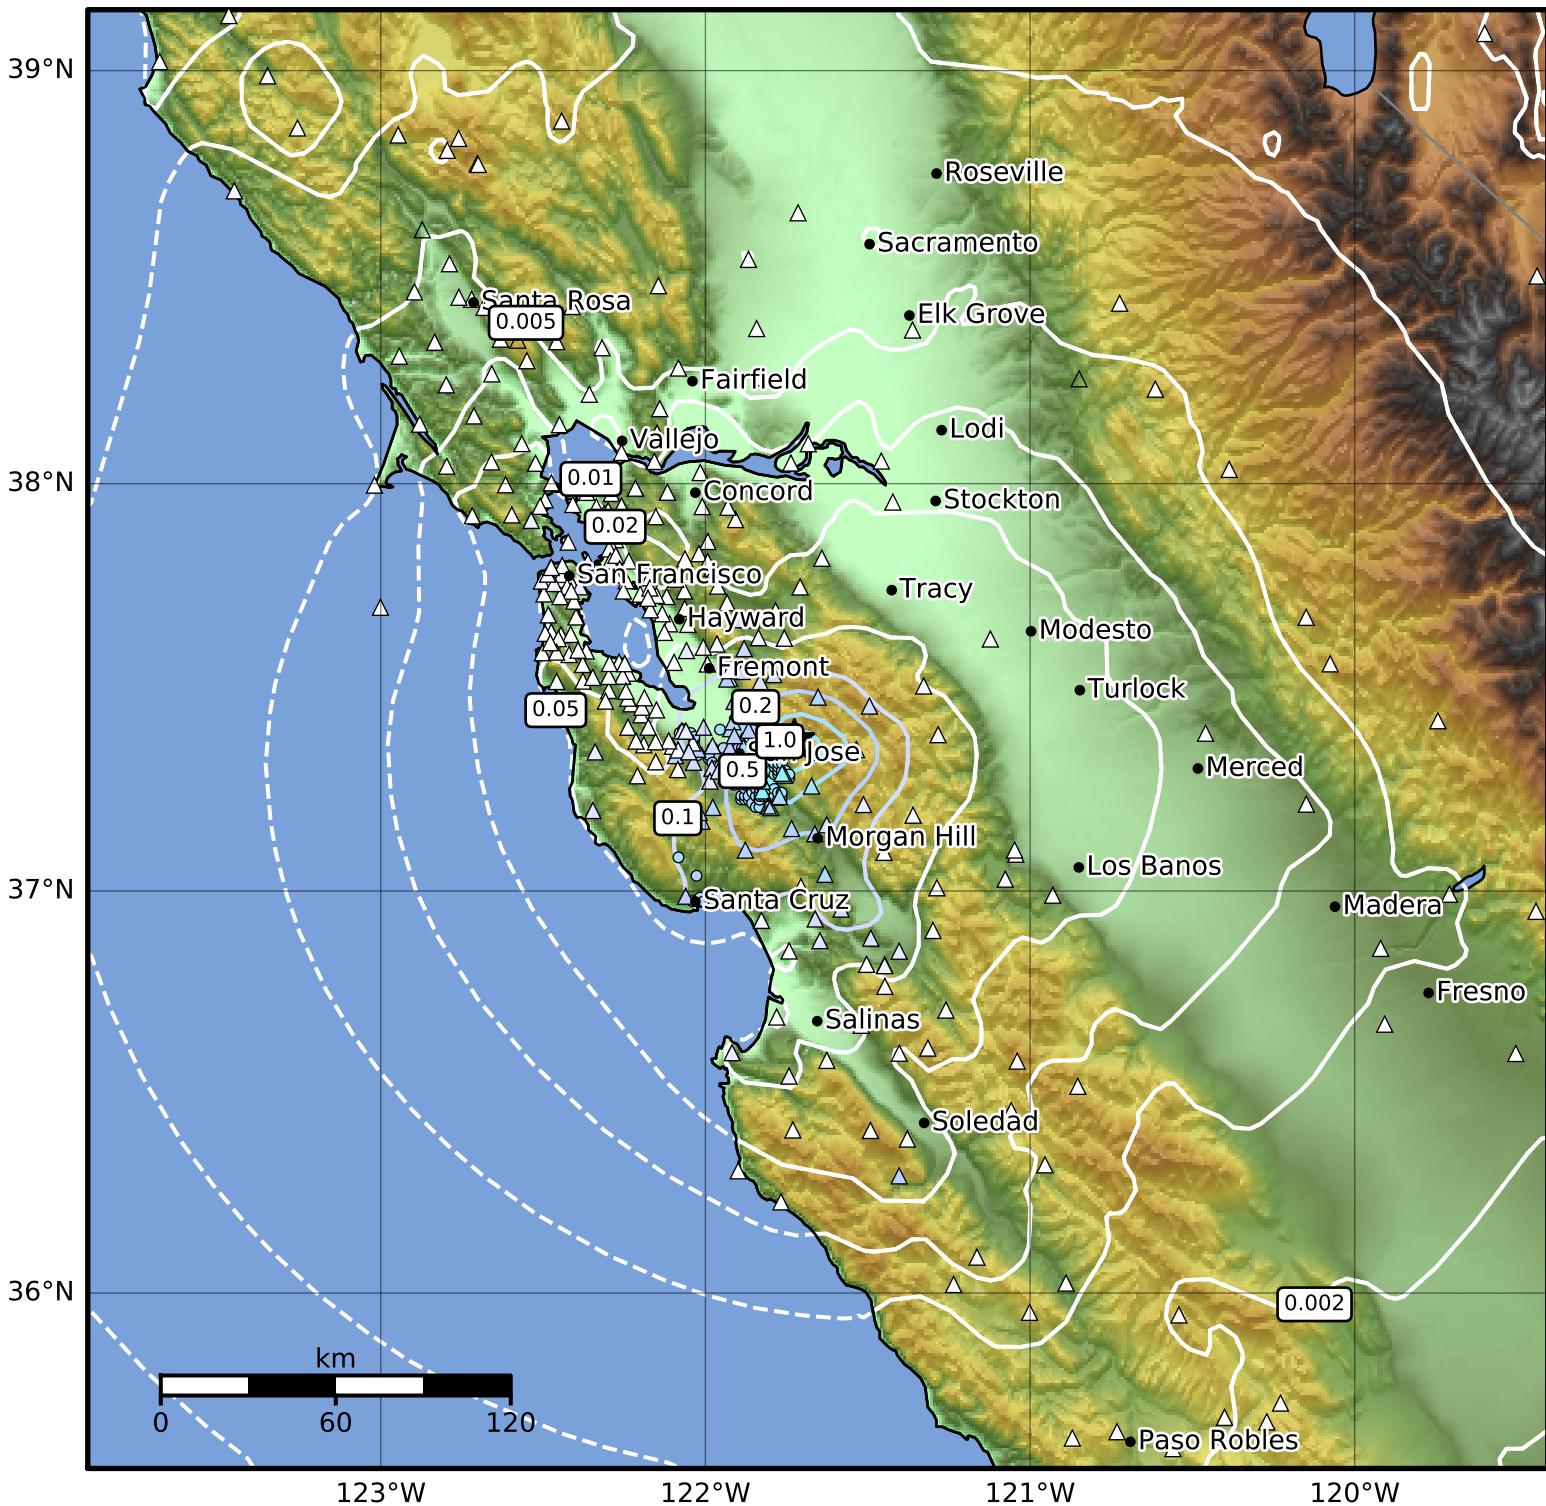 39°N
Roseville
Sacramento
Santa Rosa
Elk Grove
0.005
Fairfield
Lodi
Vallejo
38°N
0.01
Concord
Stockton
0.02
San Francisco
Tracy
Hayward
Modesto
Fremont
Turlock
0.05
0.2
1.0
Jose
Merced
0.5
0.1
Morgan Hill
Los Banos
37°N
Santa Cruz
Madera
Fresno
Salinas
Soledad
36°N
0.002
km
0 60 120
Paso Robles
123°W 122°W 121°W 120°W